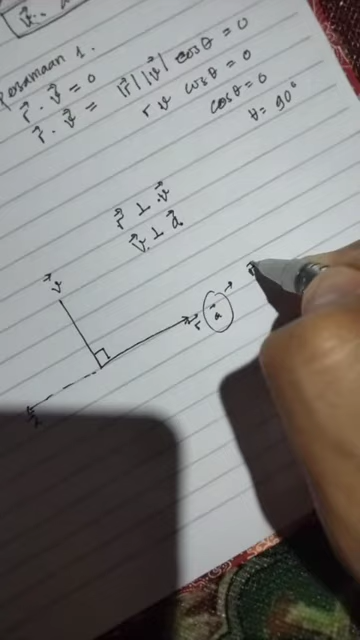 Persamaan 1.
r⃗ . v⃗ = 0
r⃗ . v⃗ = |r⃗| |v⃗| cos θ = 0
r v cos θ = 0
cos θ = 0
θ = 90°
r⃗ ⊥ v⃗
v⃗ ⊥ a⃗
v⃗
r⃗
a⃗